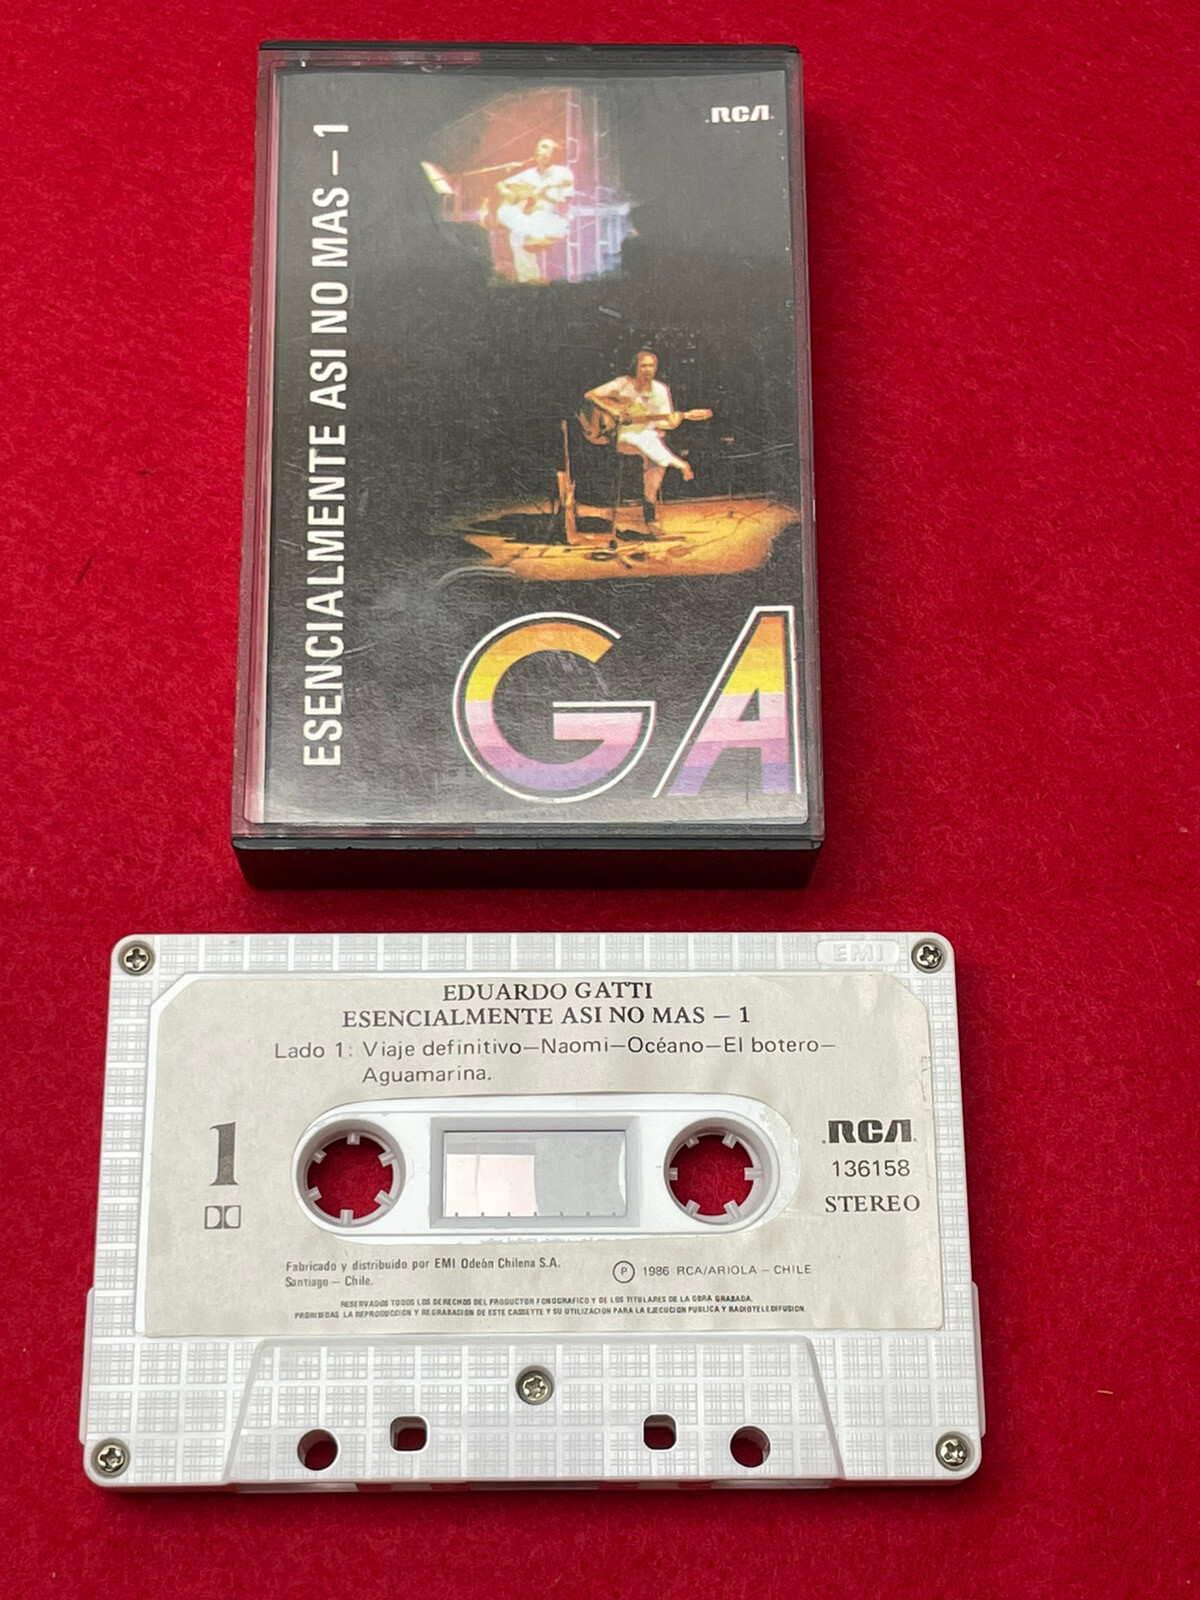 RCA
ESENCIALMENTE ASI NO MAS – 1
GA
EMI
EDUARDO GATTI
ESENCIALMENTE ASI NO MAS – 1
Lado 1: Viaje definitivo—Naomi—Océano—El botero—
Aguamarina.
1
RCA
136158
STEREO
Fabricado y distribuido por EMI Odeón Chilena S.A.
Santiago – Chile.
Ⓟ 1986 RCA/ARIOLA – CHILE
RESERVADOS TODOS LOS DERECHOS DEL PRODUCTOR FONOGRAFICO Y DE LOS TITULARES DE LA OBRA GRABADA.
PROHIBIDAS LA REPRODUCCION Y REGRABACION DE ESTE CASSETTE Y SU UTILIZACION PARA LA EJECUCION PUBLICA Y RADIOTELEDIFUSION.